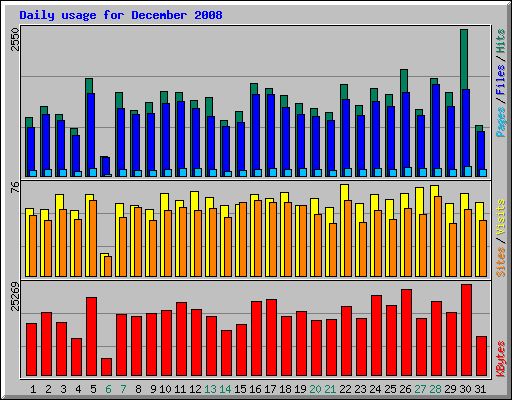 Daily usage for December 2008
2550
Pages / Files / Hits
76
Sites / Visits
25269
KBytes
1 2 3 4 5 6 7 8 9 10 11 12 13 14 15 16 17 18 19 20 21 22 23 24 25 26 27 28 29 30 31